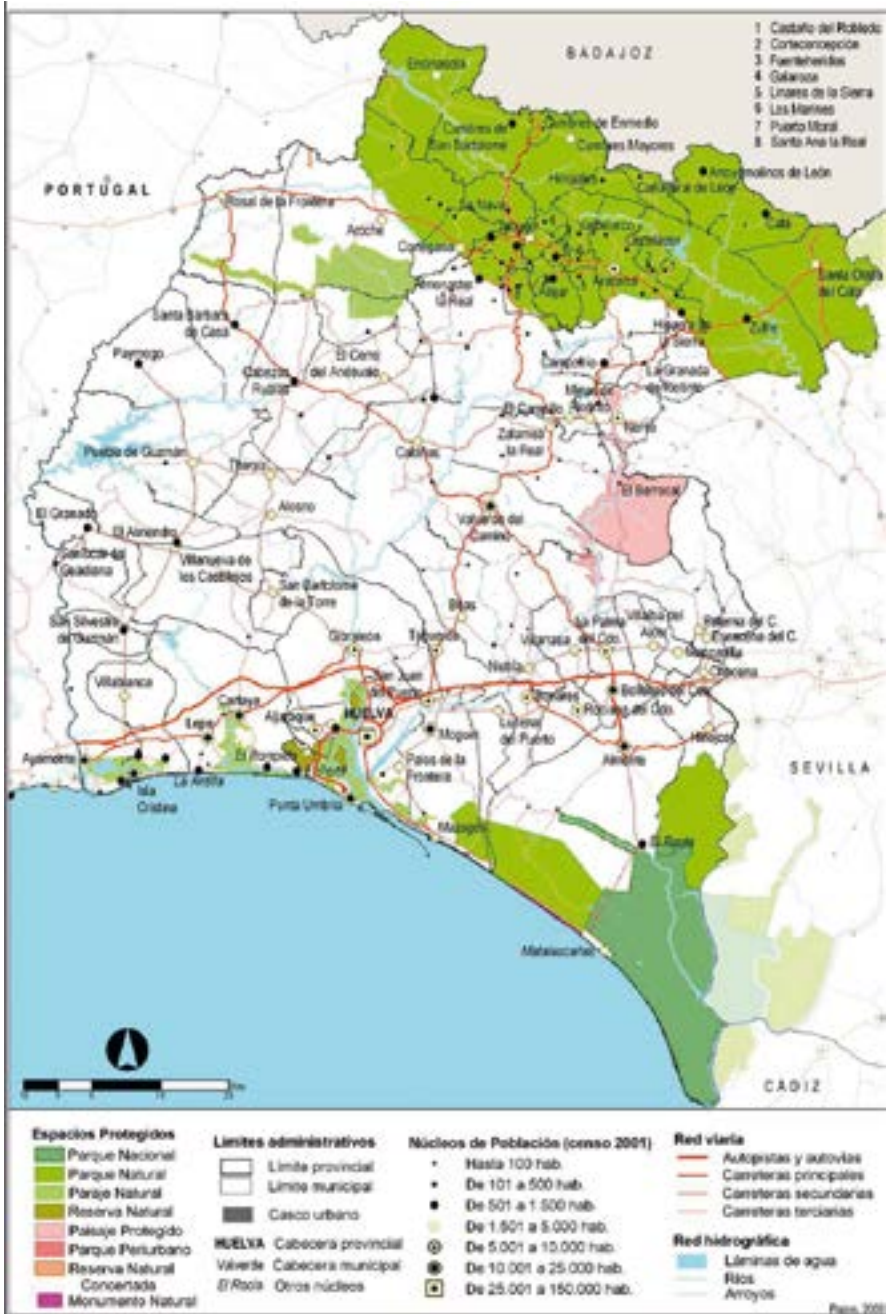 BADAJOZ
1 Castaño del Robledo
2 Corteconcepción
3 Fuenteheridos
4 Galaroza
5 Linares de la Sierra
6 Los Marines
7 Puerto Moral
8 Santa Ana la Real
Encinasola
Cumbres de Enmedio
Cumbres de
San Bartolomé
Cumbres Mayores
Arroyomolinos de León
PORTUGAL
Cañaveral de León
Hinojales
La Nava
Rosal de la Frontera
Cala
Aroche
Cortegana
Aracena
Santa Olalla
del Cala
Almonaster
la Real
Alájar
Santa Bárbara
de Casa
Zufre
Paymogo
El Cerro
del Andévalo
Campofrío
La Granada
de Riotinto
Cabezas
Rubias
El Campillo
Nerva
Zalamea
la Real
Calañas
Puebla de Guzmán
Tharsis
El Berrocal
Alosno
El Granado
El Almendro
Valverde del
Camino
Sanlúcar de
Guadiana
Villanueva de
los Castillejos
San Bartolomé
de la Torre
Beas
San Silvestre
de Guzmán
Gibraleón
Trigueros
La Palma
del Cdo.
Villalba del
Alcor
Paterna del C.
Escacena del C.
Villarrasa
Manzanilla
Niebla
San Juan
del Puerto
Villablanca
Cartaya
Bonares
Bollullos del Cdo.
Lepe
Aljaraque
HUELVA
Lucena
del Puerto
Rociana del Cdo.
Hinojos
Moguer
Ayamonte
El Rompido
Palos de la
Frontera
Almonte
SEVILLA
La Antilla
Isla
Cristina
Punta Umbría
Mazagón
El Rocío
Matalascañas
CÁDIZ
Espacios Protegidos
Parque Nacional
Parque Natural
Paraje Natural
Reserva Natural
Paisaje Protegido
Parque Periurbano
Reserva Natural
Concertada
Monumento Natural
Límites administrativos
Límite provincial
Límite municipal
Casco urbano
HUELVA Cabecera provincial
Valverde Cabecera municipal
El Rocío Otros núcleos
Núcleos de Población (censo 2001)
Hasta 100 hab.
De 101 a 500 hab.
De 501 a 1.500 hab.
De 1.501 a 5.000 hab.
De 5.001 a 10.000 hab.
De 10.001 a 25.000 hab.
De 25.001 a 150.000 hab.
Red viaria
Autopistas y autovías
Carreteras principales
Carreteras secundarias
Carreteras terciarias
Red hidrográfica
Láminas de agua
Ríos
Arroyos